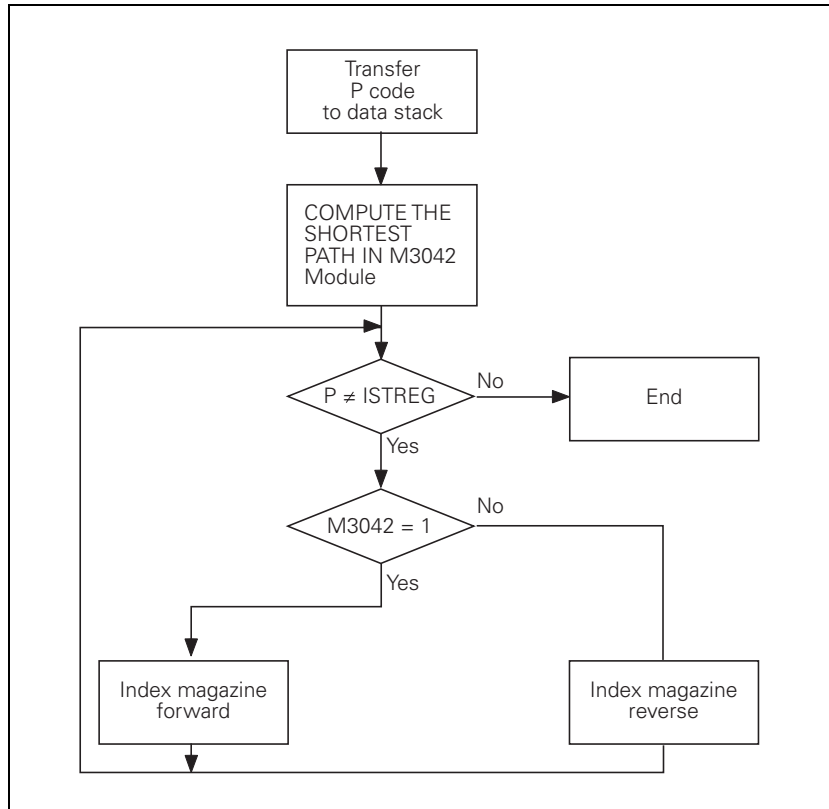 Transfer
P code
to data stack
COMPUTE THE
SHORTEST
PATH IN M3042
Module
P ≠ ISTREG
No
End
Yes
M3042 = 1
No
Yes
Index magazine
forward
Index magazine
reverse